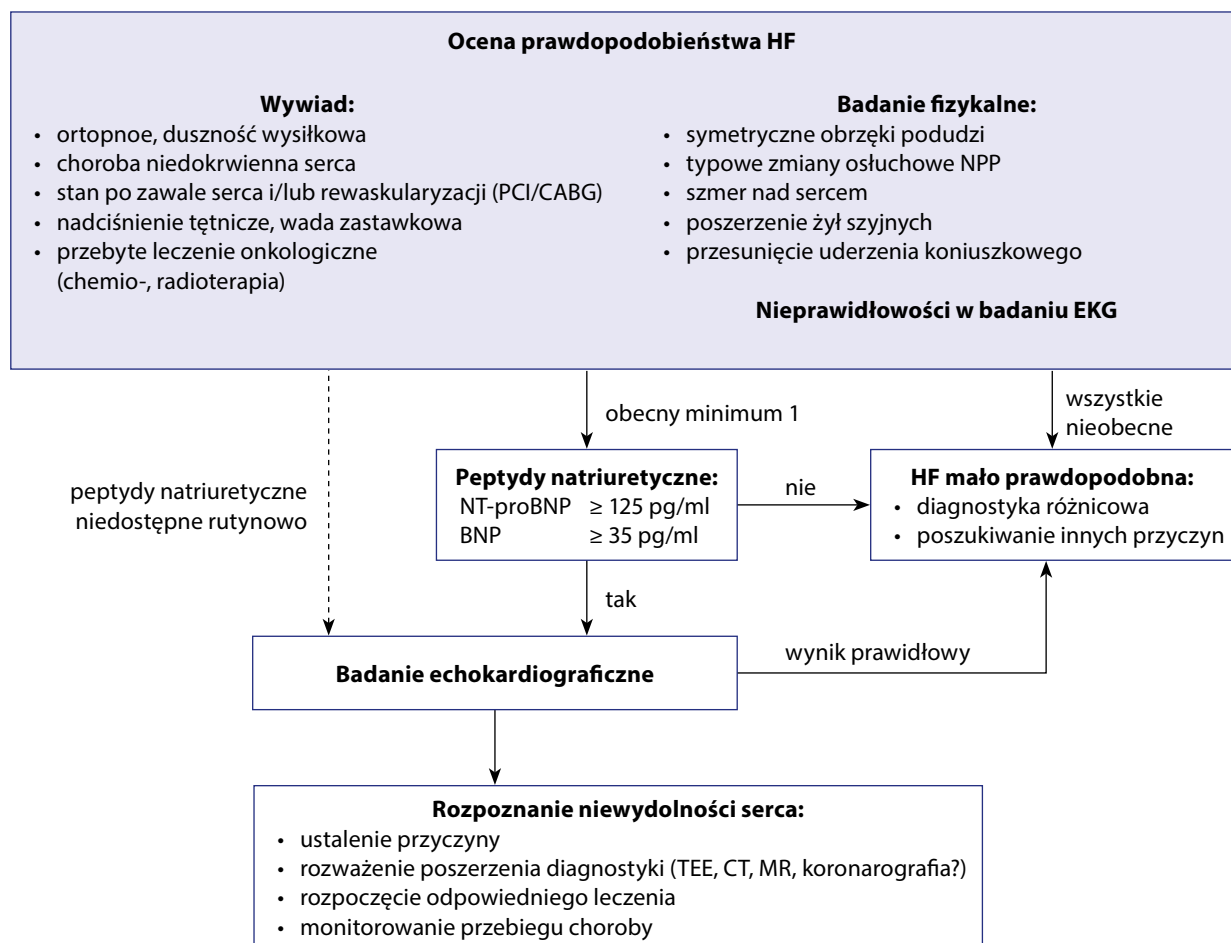 Ocena prawdopodobieństwa HF
Wywiad:
• ortopnoe, duszność wysiłkowa
• choroba niedokrwienna serca
• stan po zawale serca i/lub rewaskularyzacji (PCI/CABG)
• nadciśnienie tętnicze, wada zastawkowa
• przebyte leczenie onkologiczne
(chemio-, radioterapia)
Badanie fizykalne:
• symetryczne obrzęki podudzi
• typowe zmiany osłuchowe NPP
• szmer nad sercem
• poszerzenie żył szyjnych
• przesunięcie uderzenia koniuszkowego
Nieprawidłowości w badaniu EKG
obecny minimum 1
wszystkie
nieobecne
peptydy natriuretyczne
niedostępne rutynowo
Peptydy natriuretyczne:
NT-proBNP ≥ 125 pg/ml
BNP ≥ 35 pg/ml
nie
HF mało prawdopodobna:
• diagnostyka różnicowa
• poszukiwanie innych przyczyn
tak
Badanie echokardiograficzne
wynik prawidłowy
Rozpoznanie niewydolności serca:
• ustalenie przyczyny
• rozważenie poszerzenia diagnostyki (TEE, CT, MR, koronarografia?)
• rozpoczęcie odpowiedniego leczenia
• monitorowanie przebiegu choroby